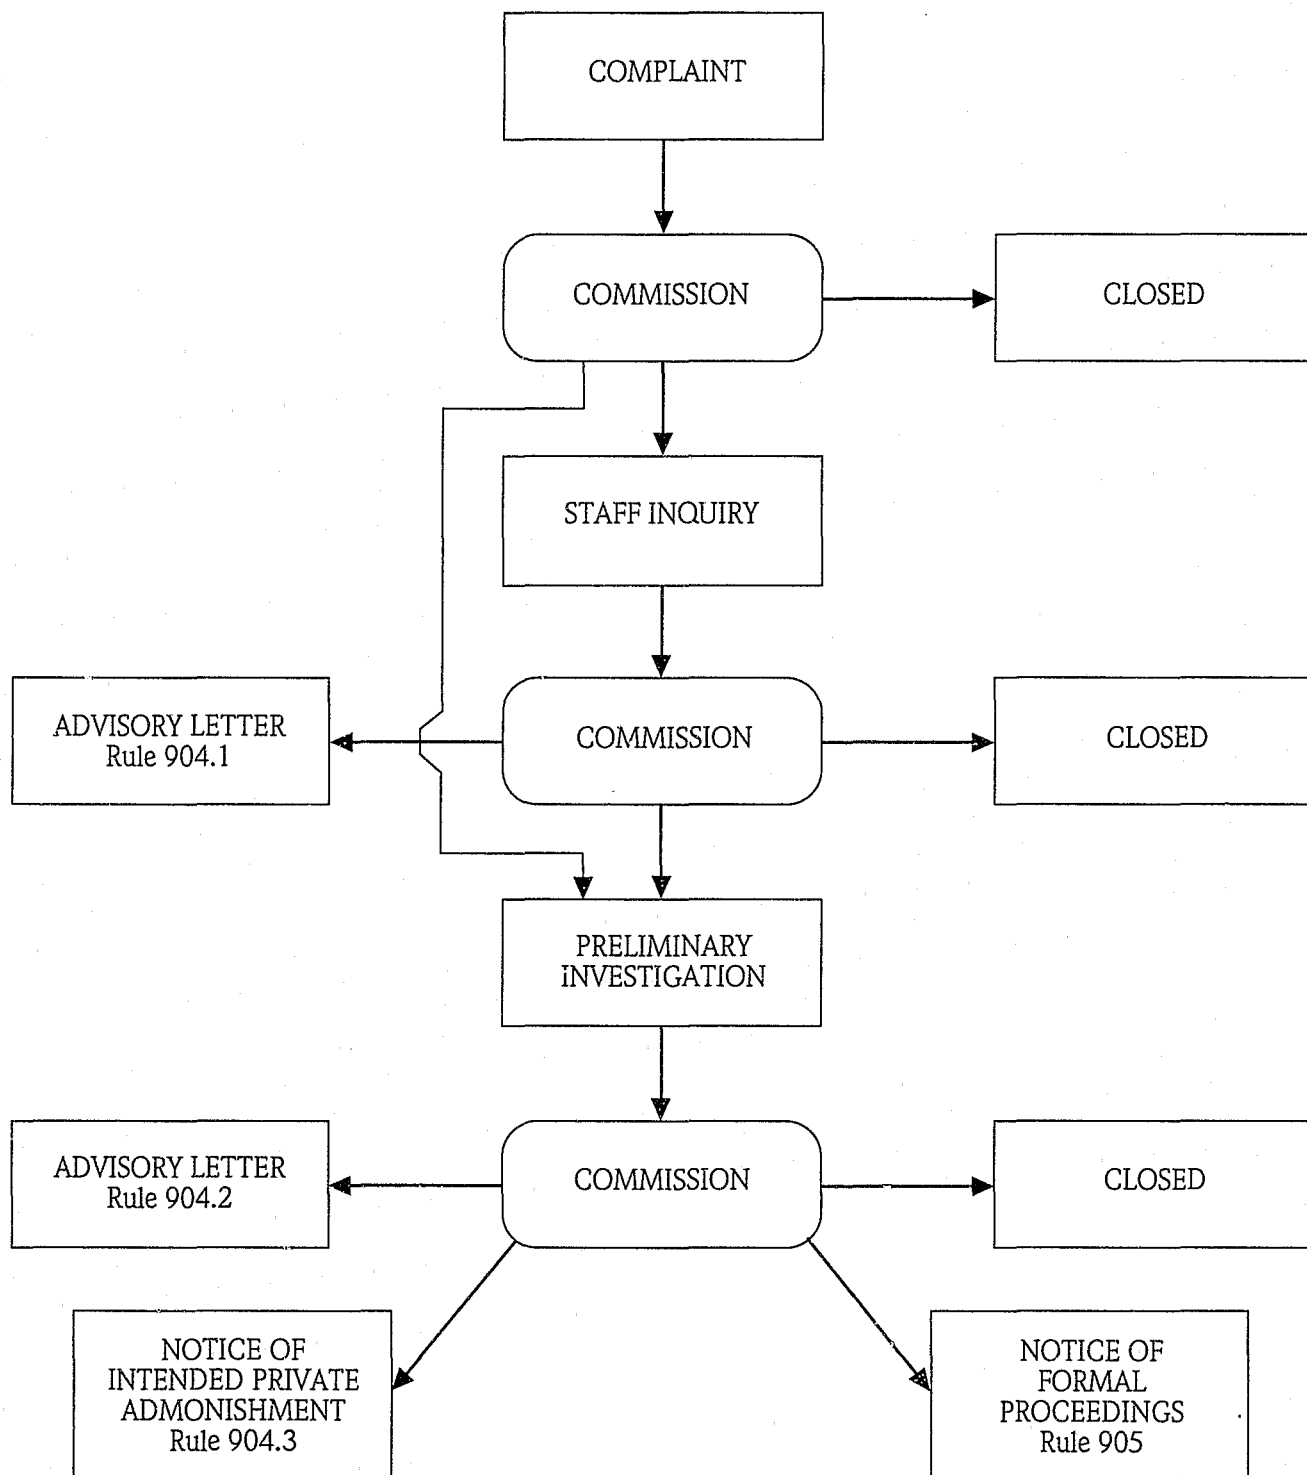 COMPLAINT
COMMISSION
CLOSED
STAFF INQUIRY
ADVISORY LETTER
Rule 904.1
COMMISSION
CLOSED
PRELIMINARY
INVESTIGATION
ADVISORY LETTER
Rule 904.2
COMMISSION
CLOSED
NOTICE OF
INTENDED PRIVATE
ADMONISHMENT
Rule 904.3
NOTICE OF
FORMAL
PROCEEDINGS
Rule 905